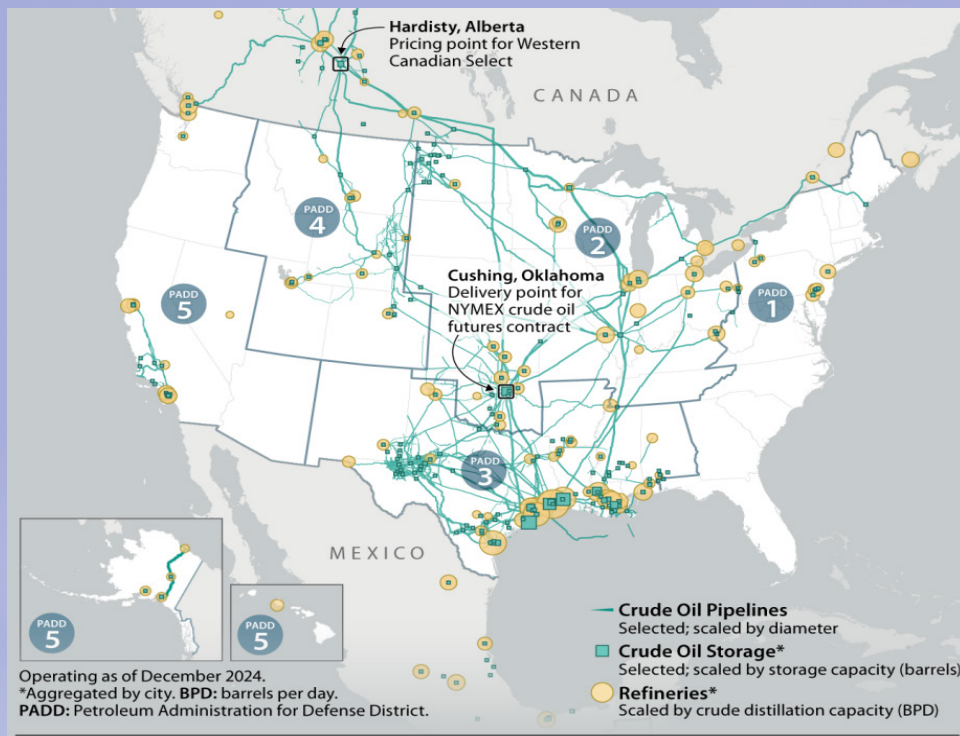 Hardisty, Alberta
Pricing point for Western
Canadian Select
CANADA
PADD
4
PADD
2
Cushing, Oklahoma
Delivery point for
NYMEX crude oil
futures contract
PADD
5
PADD
1
PADD
3
MEXICO
PADD
5
PADD
5
Crude Oil Pipelines
Selected; scaled by diameter
Crude Oil Storage*
Selected; scaled by storage capacity (barrels)
Refineries*
Scaled by crude distillation capacity (BPD)
Operating as of December 2024.
*Aggregated by city. BPD: barrels per day.
PADD: Petroleum Administration for Defense District.